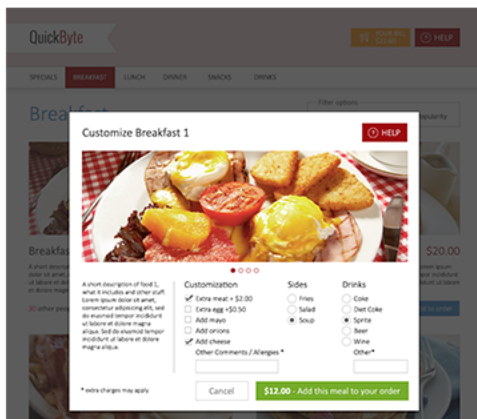 QuickByte
YOUR BILL
HELP
SPECIALS
BREAKFAST
LUNCH
DINNER
SNACKS
DRINKS
Breakfast
Filter options
Customize Breakfast 1
HELP
$20.00
A short description of food 1,
what it includes and other stuff.
Lorem ipsum dolor sit amet,
consectetur adipisicing elit, sed
do eiusmod tempor incididunt
ut labore et dolore magna
aliqua. Sed do eiusmod tempor
incididunt ut labore et dolore
magna aliqua.
Customization
Extra meat + $2.00
Extra egg +$0.50
Add mayo
Add onions
Add cheese
Other Comments / Allergies *
Sides
Fries
Salad
Soup
Drinks
Coke
Diet Coke
Sprite
Beer
Wine
Other*
* extra charges may apply
Cancel
$12.00 - Add this meal to your order